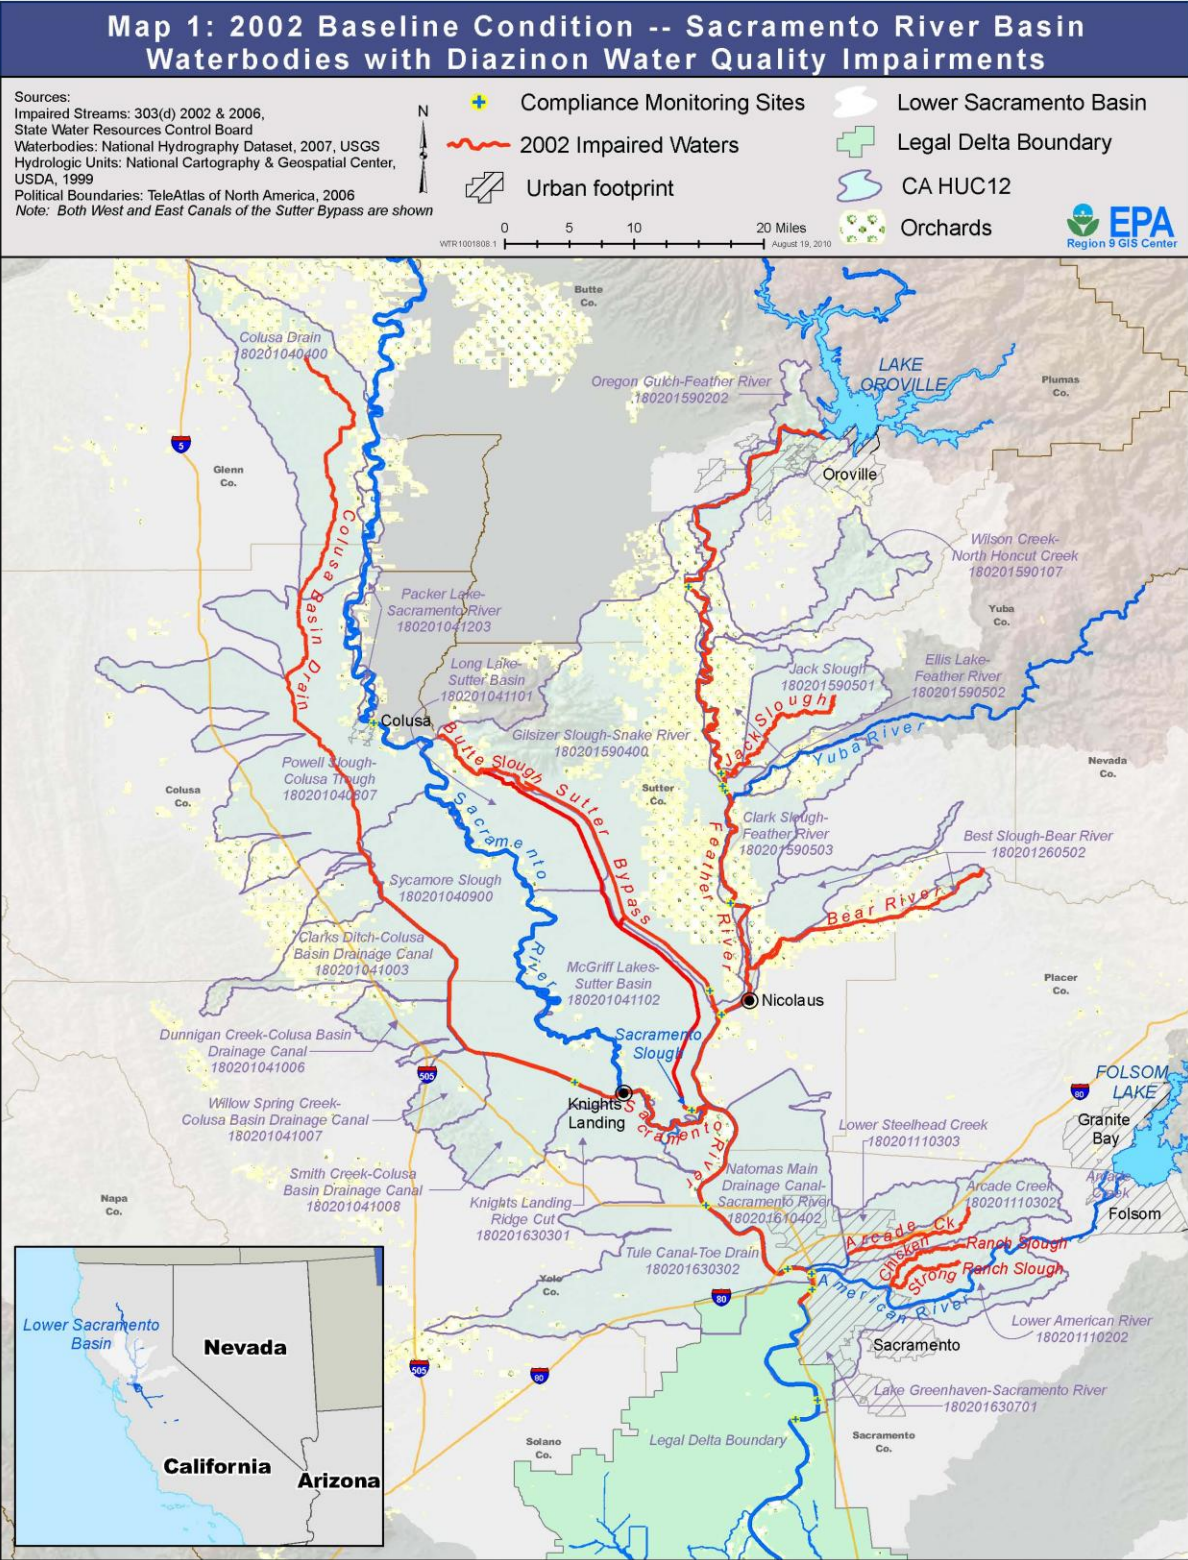 Map 1: 2002 Baseline Condition -- Sacramento River Basin
Waterbodies with Diazinon Water Quality Impairments
Sources:
Impaired Streams: 303(d) 2002 & 2006,
State Water Resources Control Board
Waterbodies: National Hydrography Dataset, 2007, USGS
Hydrologic Units: National Cartography & Geospatial Center,
USDA, 1999
Political Boundaries: TeleAtlas of North America, 2006
Note: Both West and East Canals of the Sutter Bypass are shown
N
Compliance Monitoring Sites
2002 Impaired Waters
Urban footprint
Lower Sacramento Basin
Legal Delta Boundary
CA HUC12
Orchards
0 5 10 20 Miles
WTR1001808.1
August 19, 2010
EPA
Region 9 GIS Center
Butte
Co.
Colusa Drain
180201040400
LAKE
OROVILLE
Oregon Gulch-Feather River
180201590202
Plumas
Co.
5
Glenn
Co.
Oroville
Colusa Basin Drain
Wilson Creek-
North Honcut Creek
180201590107
Packer Lake-
Sacramento River
180201041203
Yuba
Co.
Long Lake-
Sutter Basin
180201041101
Jack Slough
180201590501
Ellis Lake-
Feather River
180201590502
Colusa
Jack Slough
Gilsizer Slough-Snake River
180201590400
Butte Slough
Yuba River
Powell Slough-
Colusa Trough
180201040807
Colusa
Co.
Sutter
Co.
Nevada
Co.
Sutter Bypass
Sacramento River
Feather River
Clark Slough-
Feather River
180201590503
Best Slough-Bear River
180201260502
Sycamore Slough
180201040900
Bear River
Clarks Ditch-Colusa
Basin Drainage Canal
180201041003
McGriff Lakes-
Sutter Basin
180201041102
Placer
Co.
Nicolaus
Dunnigan Creek-Colusa Basin
Drainage Canal
180201041006
Sacramento
Slough
505
80
FOLSOM
LAKE
Willow Spring Creek-
Colusa Basin Drainage Canal
180201041007
Knights
Landing
Sacramento River
Granite
Bay
Lower Steelhead Creek
180201110303
Smith Creek-Colusa
Basin Drainage Canal
180201041008
Natomas Main
Drainage Canal-
Sacramento River
180201610402
Arcade Creek
180201110302
Arcade
Creek
Napa
Co.
Knights Landing
Ridge Cut
180201630301
Folsom
Arcade Ck
Chicken Ranch Slough
Strong Ranch Slough
Tule Canal-Toe Drain
180201630302
Yolo
Co.
80
American River
Lower American River
180201110202
Sacramento
505
80
Lake Greenhaven-Sacramento River
180201630701
Solano
Co.
Legal Delta Boundary
Sacramento
Co.
Lower Sacramento
Basin
Nevada
California
Arizona